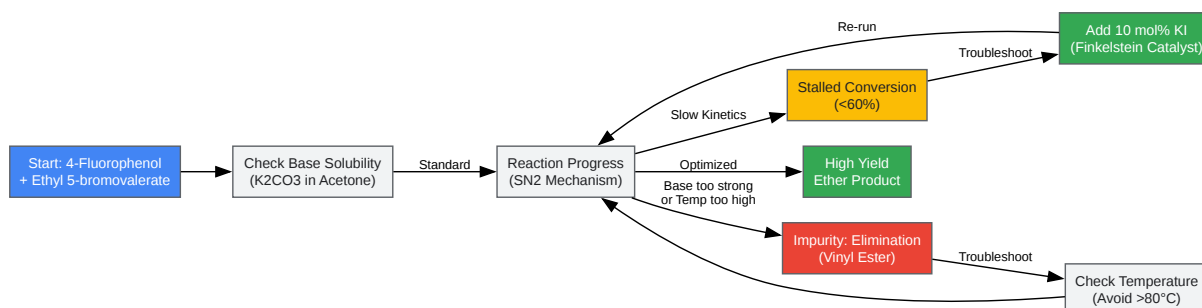 Start: 4-Fluorophenol
+ Ethyl 5-bromovalerate
Check Base Solubility
(K2CO3 in Acetone)
Standard
Reaction Progress
(SN2 Mechanism)
Re-run
Slow Kinetics
Optimized
Base too strong
or Temp too high
Stalled Conversion
(<60%)
Troubleshoot
Add 10 mol% KI
(Finkelstein Catalyst)
High Yield
Ether Product
Impurity: Elimination
(Vinyl Ester)
Troubleshoot
Check Temperature
(Avoid >80°C)